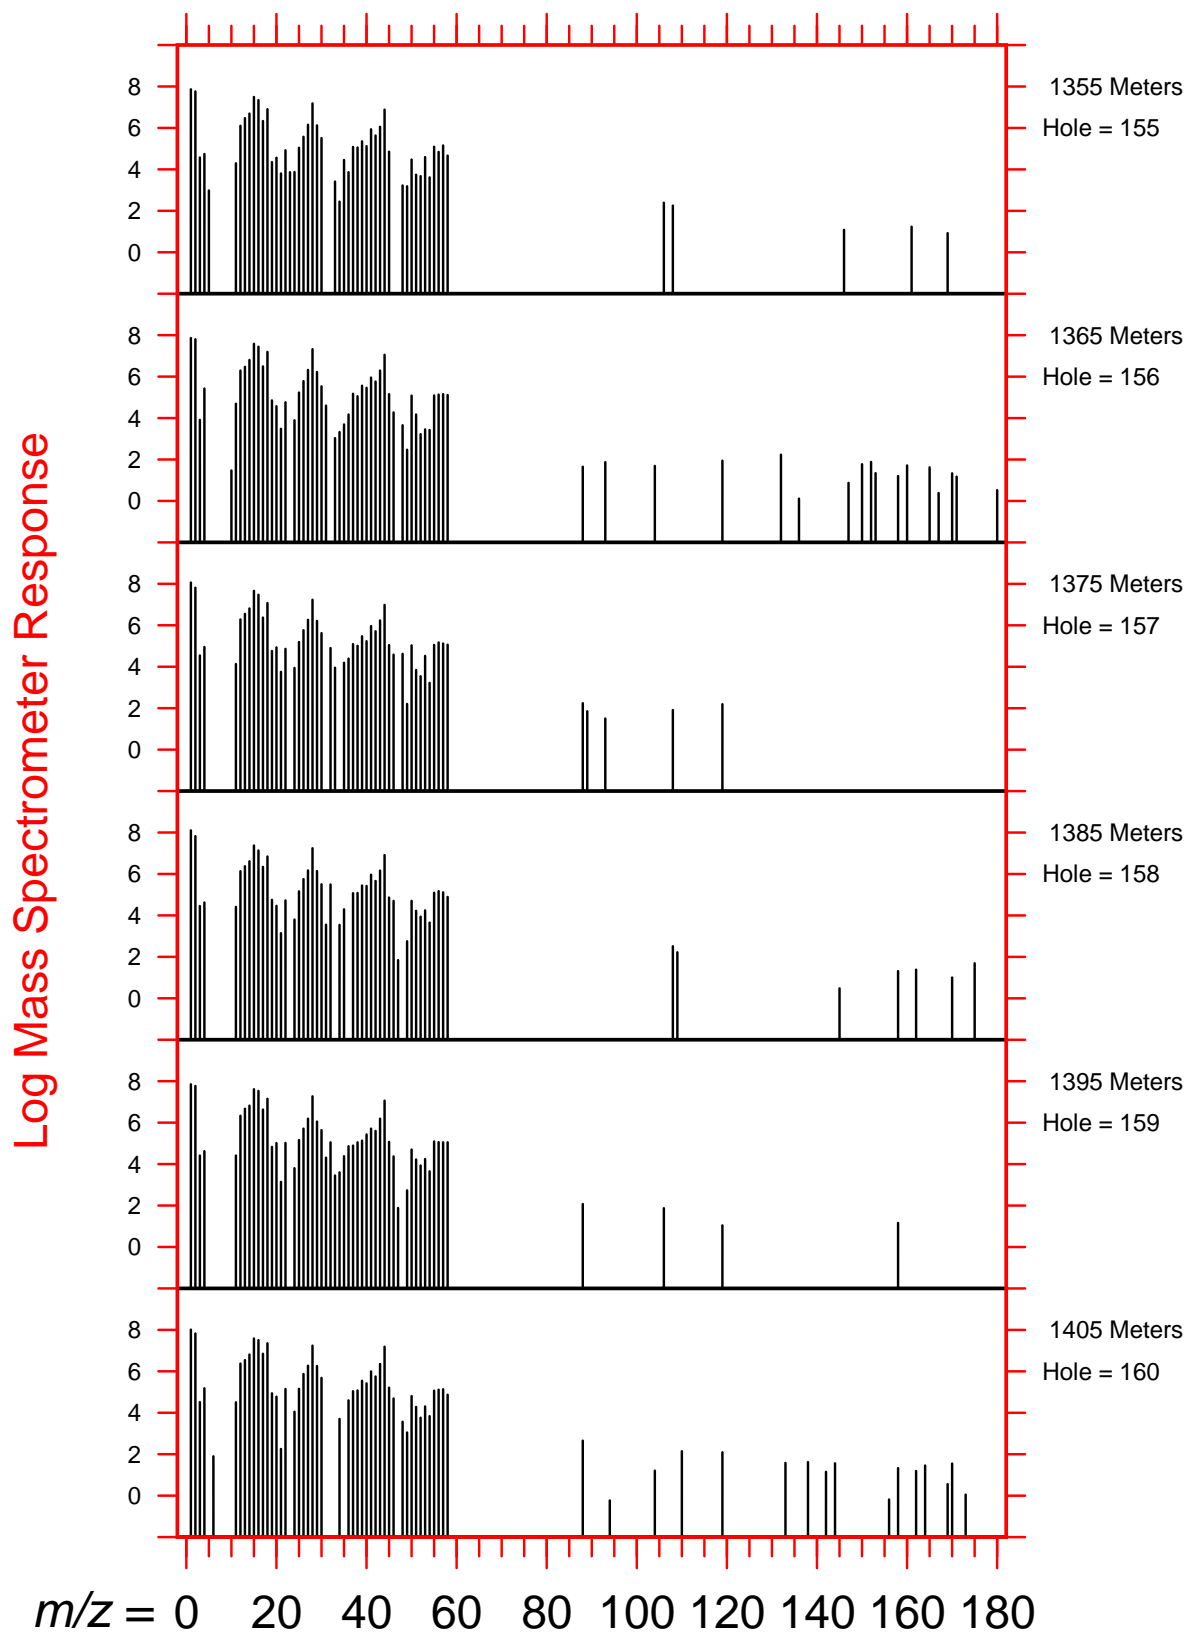 8
6
4
2
0
1355 Meters
Hole = 155
8
6
4
2
0
1365 Meters
Hole = 156
8
6
4
2
0
1375 Meters
Hole = 157
8
6
4
2
0
1385 Meters
Hole = 158
8
6
4
2
0
1395 Meters
Hole = 159
8
6
4
2
0
1405 Meters
Hole = 160
Log Mass Spectrometer Response
m/z = 0 20 40 60 80 100 120 140 160 180